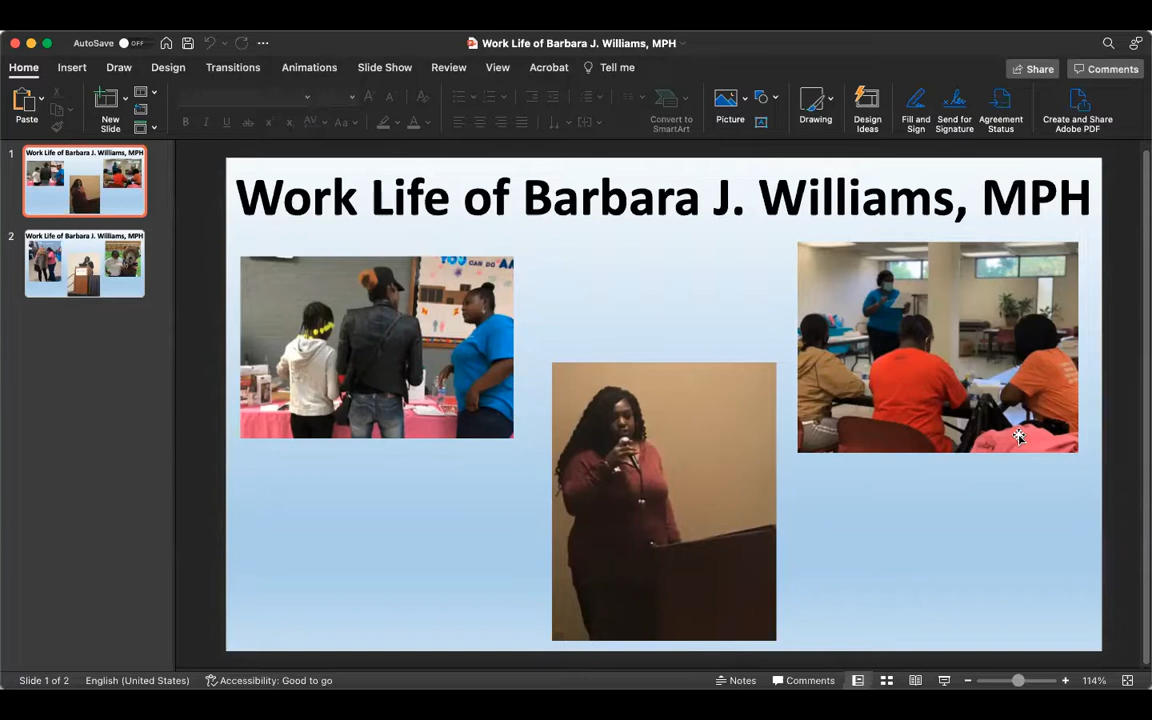 AutoSave OFF
Work Life of Barbara J. Williams, MPH
Home Insert Draw Design Transitions Animations Slide Show Review View Acrobat Tell me
Share Comments
Paste
New
Slide
Convert to
SmartArt
Picture
Drawing
Design
Ideas
Fill and
Sign
Send for
Signature
Agreement
Status
Create and Share
Adobe PDF
1
Work Life of Barbara J. Williams, MPH
2
Work Life of Barbara J. Williams, MPH
Work Life of Barbara J. Williams, MPH
YOU CAN DO
Slide 1 of 2 English (United States) Accessibility: Good to go Notes Comments 114%